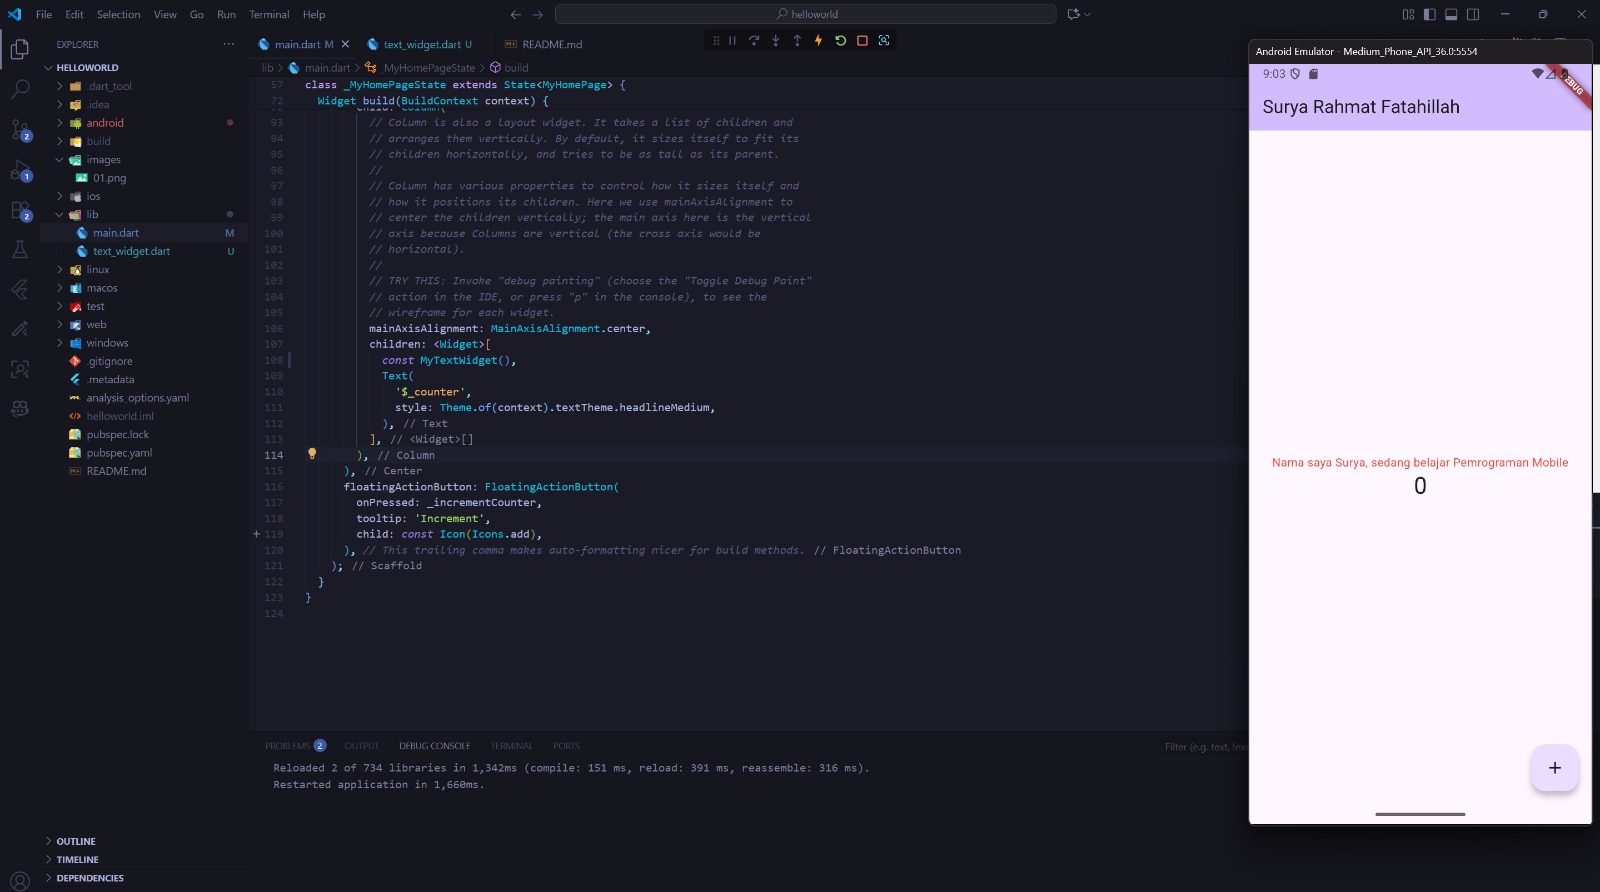 File Edit Selection View Go Run Terminal Help
helloworld
EXPLORER
HELLOWORLD
.dart_tool
.idea
android
build
images
01.png
ios
lib
main.dart M
text_widget.dart U
linux
macos
test
web
windows
.gitignore
.metadata
analysis_options.yaml
helloworld.iml
pubspec.lock
pubspec.yaml
README.md
OUTLINE
TIMELINE
DEPENDENCIES
2
1
2
main.dart M
text_widget.dart U
README.md
lib > main.dart > _MyHomePageState > build
57 class _MyHomePageState extends State<MyHomePage> {
72 Widget build(BuildContext context) {
93 // Column is also a layout widget. It takes a list of children and
94 // arranges them vertically. By default, it sizes itself to fit its
95 // children horizontally, and tries to be as tall as its parent.
96 //
97 // Column has various properties to control how it sizes itself and
98 // how it positions its children. Here we use mainAxisAlignment to
99 // center the children vertically; the main axis here is the vertical
100 // axis because Columns are vertical (the cross axis would be
101 // horizontal).
102 //
103 // TRY THIS: Invoke "debug painting" (choose the "Toggle Debug Paint"
104 // action in the IDE, or press "p" in the console), to see the
105 // wireframe for each widget.
106 mainAxisAlignment: MainAxisAlignment.center,
107 children: <Widget>[
108 const MyTextWidget(),
109 Text(
110 '$_counter',
111 style: Theme.of(context).textTheme.headlineMedium,
112 ), // Text
113 ], // <Widget>[]
114 ), // Column
115 ), // Center
116 floatingActionButton: FloatingActionButton(
117 onPressed: _incrementCounter,
118 tooltip: 'Increment',
119 child: const Icon(Icons.add),
120 ), // This trailing comma makes auto-formatting nicer for build methods. // FloatingActionButton
121 ); // Scaffold
122 }
123 }
124
PROBLEMS 2 OUTPUT DEBUG CONSOLE TERMINAL PORTS
Filter (e.g. text,
Reloaded 2 of 734 libraries in 1,342ms (compile: 151 ms, reload: 391 ms, reassemble: 316 ms).
Restarted application in 1,660ms.
Android Emulator - Medium_Phone_API_36.0:5554
9:03
DEBUG
Surya Rahmat Fatahillah
Nama saya Surya, sedang belajar Pemrograman Mobile
0
+